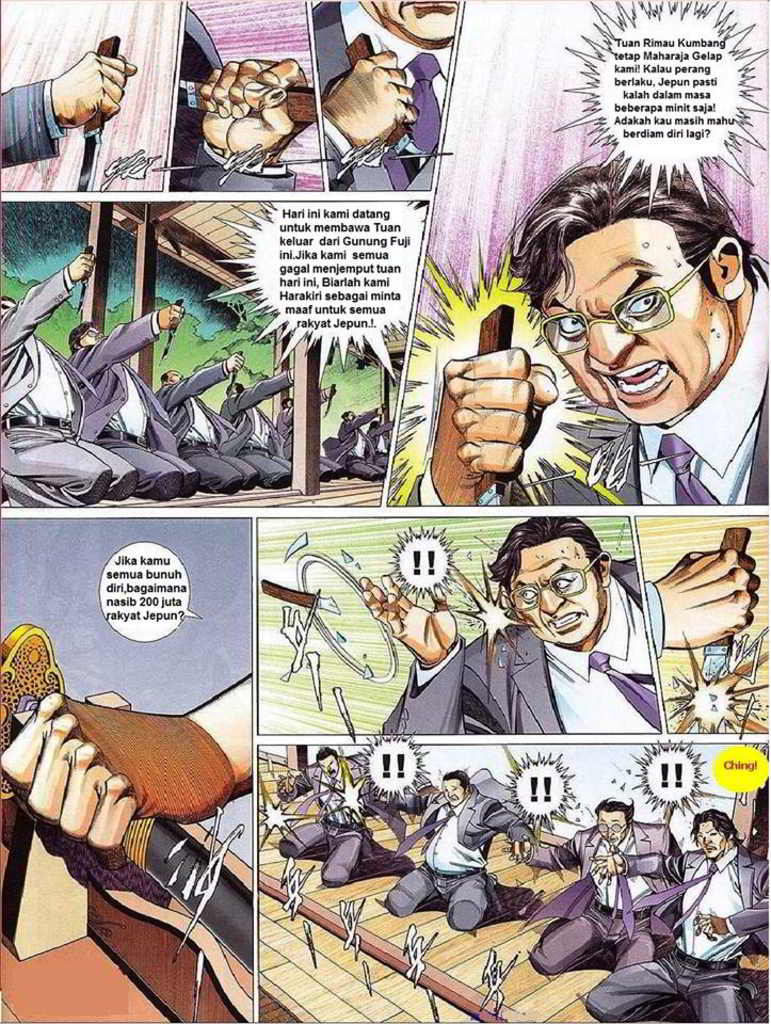 Tuan Rimau Kumbang
tetap Maharaja Gelap
kami! Kalau perang
berlaku, Jepun pasti
kalah dalam masa
beberapa minit saja!
Adakah kau masih mahu
berdiam diri lagi?
Hari ini kami datang
untuk membawa Tuan
keluar dari Gunung Fuji
ini.Jika kami semua
gagal menjemput tuan
hari ini, Biarlah kami
Harakiri sebagai minta
maaf untuk semua
rakyat Jepun.!.
Jika kamu
semua bunuh
diri,bagaimana
nasib 200 juta
rakyat Jepun?
!!
!!
!!
!!
Ching!